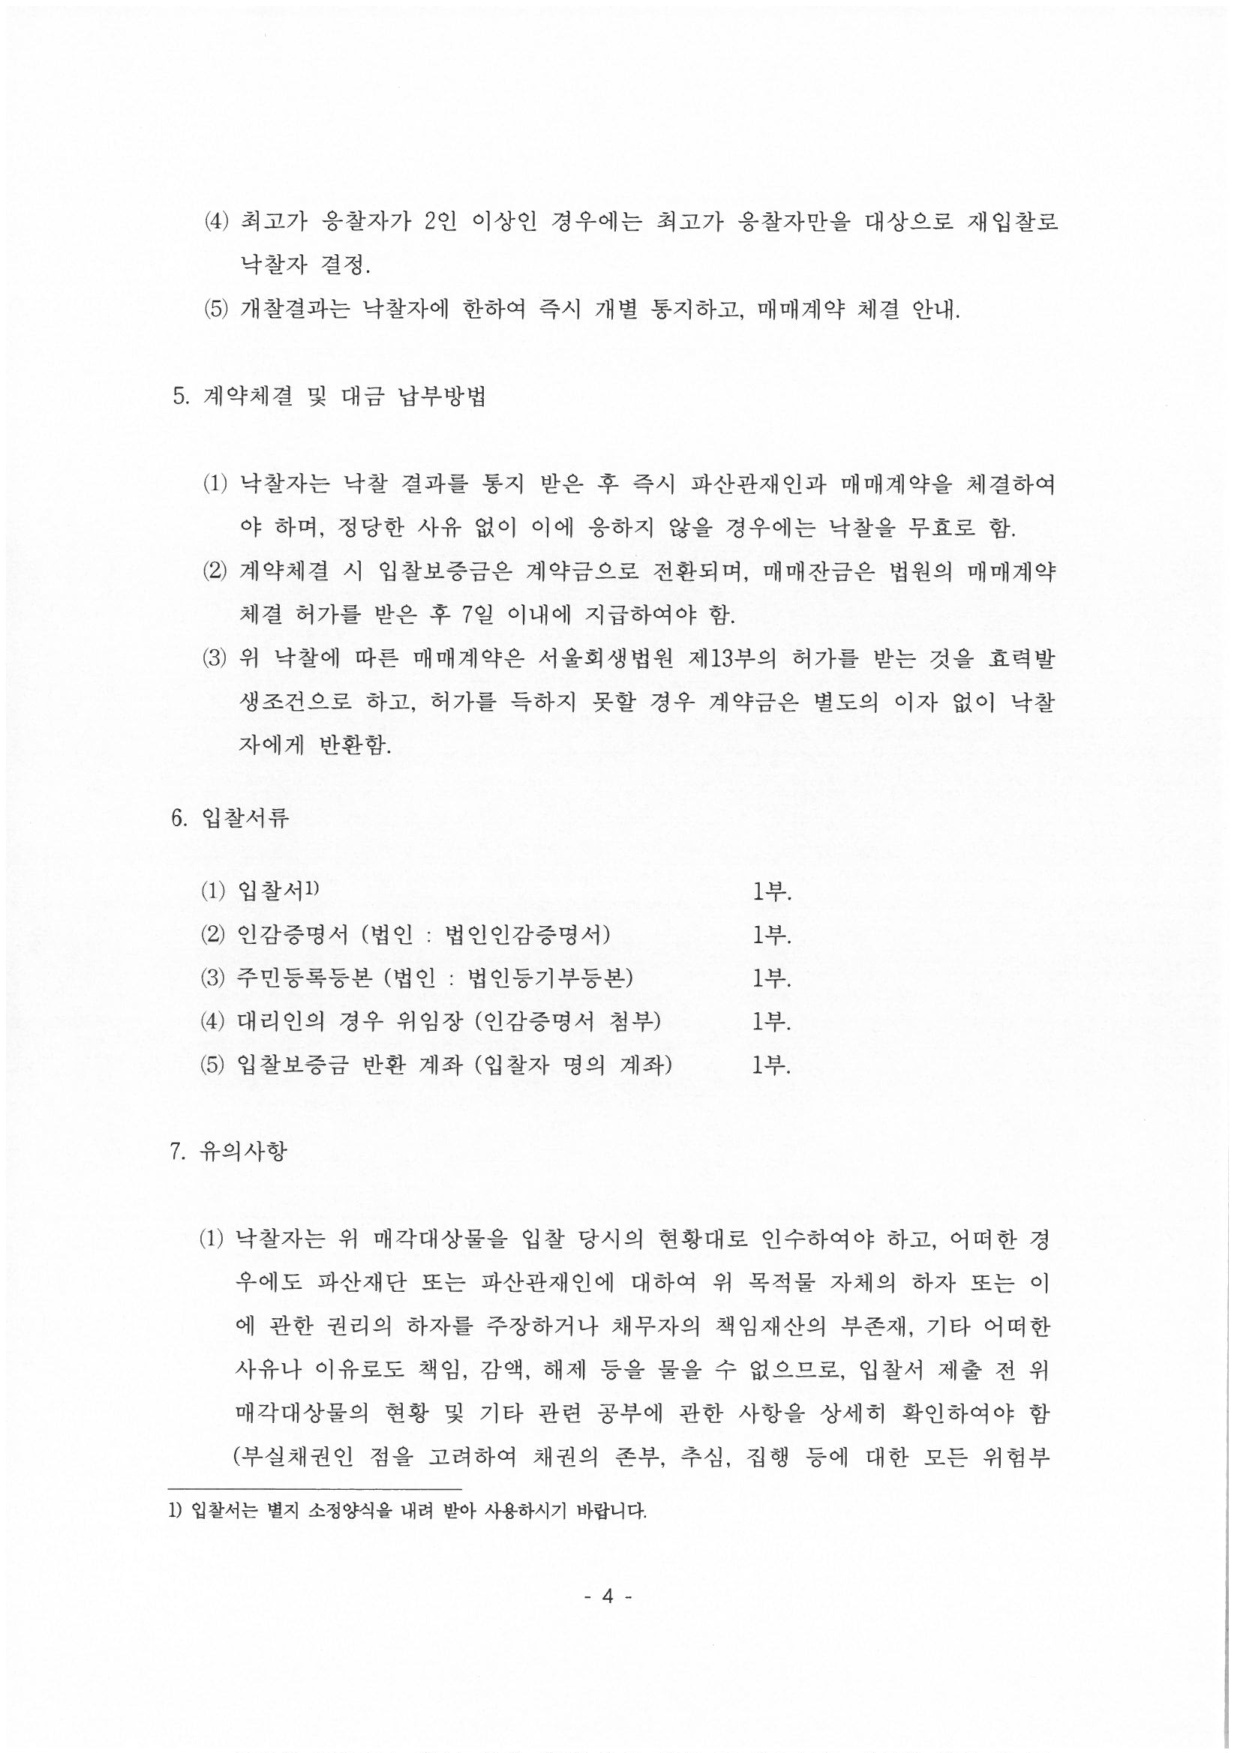 (4) 최고가 응찰자가 2인 이상인 경우에는 최고가 응찰자만을 대상으로 재입찰로
낙찰자 결정.
(5) 개찰결과는 낙찰자에 한하여 즉시 개별 통지하고, 매매계약 체결 안내.
5. 계약체결 및 대금 납부방법
(1) 낙찰자는 낙찰 결과를 통지 받은 후 즉시 파산관재인과 매매계약을 체결하여
야 하며, 정당한 사유 없이 이에 응하지 않을 경우에는 낙찰을 무효로 함.
(2) 계약체결 시 입찰보증금은 계약금으로 전환되며, 매매잔금은 법원의 매매계약
체결 허가를 받은 후 7일 이내에 지급하여야 함.
(3) 위 낙찰에 따른 매매계약은 서울회생법원 제13부의 허가를 받는 것을 효력발
생조건으로 하고, 허가를 득하지 못할 경우 계약금은 별도의 이자 없이 낙찰
자에게 반환함.
6. 입찰서류
(1) 입찰서1) 1부.
(2) 인감증명서 (법인 : 법인인감증명서) 1부.
(3) 주민등록등본 (법인 : 법인등기부등본) 1부.
(4) 대리인의 경우 위임장 (인감증명서 첨부) 1부.
(5) 입찰보증금 반환 계좌 (입찰자 명의 계좌) 1부.
7. 유의사항
(1) 낙찰자는 위 매각대상물을 입찰 당시의 현황대로 인수하여야 하고, 어떠한 경
우에도 파산재단 또는 파산관재인에 대하여 위 목적물 자체의 하자 또는 이
에 관한 권리의 하자를 주장하거나 채무자의 책임재산의 부존재, 기타 어떠한
사유나 이유로도 책임, 감액, 해제 등을 물을 수 없으므로, 입찰서 제출 전 위
매각대상물의 현황 및 기타 관련 공부에 관한 사항을 상세히 확인하여야 함
(부실채권인 점을 고려하여 채권의 존부, 추심, 집행 등에 대한 모든 위험부
1) 입찰서는 별지 소정양식을 내려 받아 사용하시기 바랍니다.
- 4 -